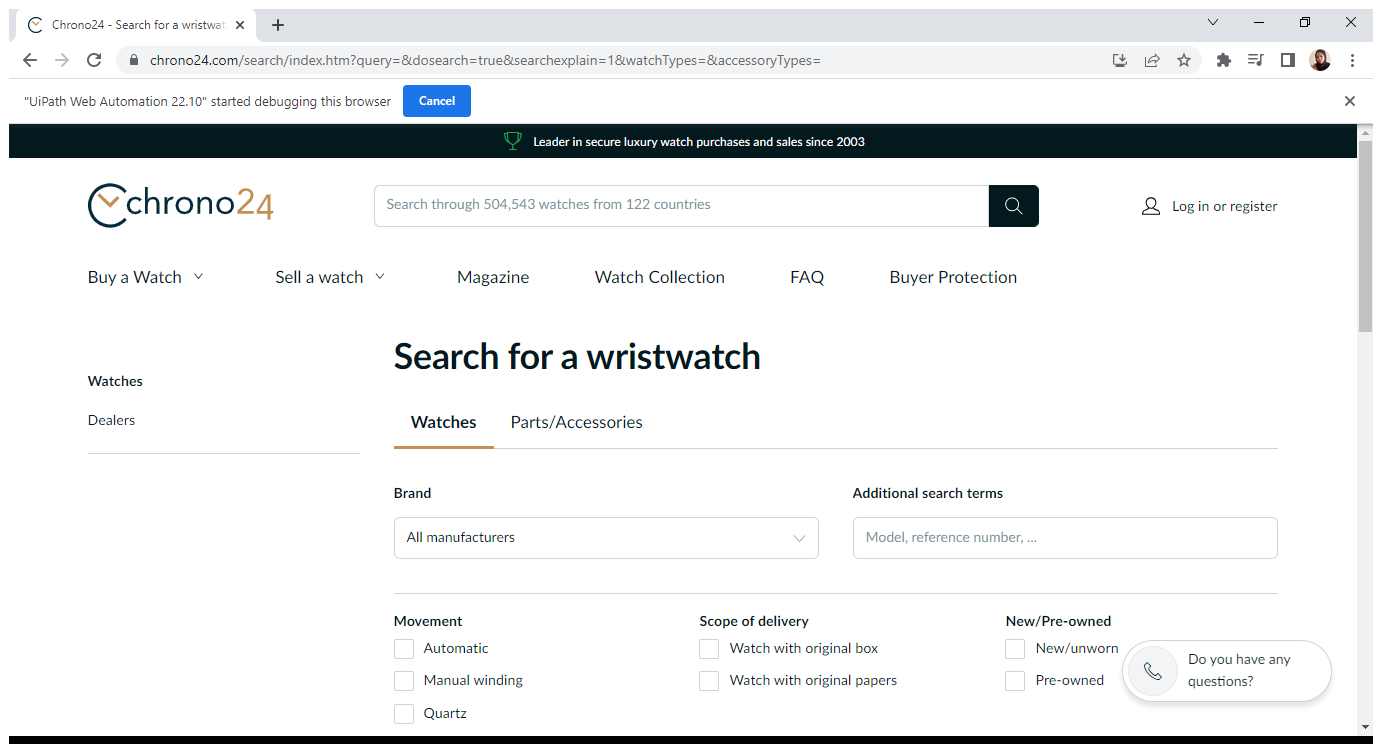 Chrono24 - Search for a wristwat
chrono24.com/search/index.htm?query=&dosearch=true&searchexplain=1&watchTypes=&accessoryTypes=
"UiPath Web Automation 22.10" started debugging this browser Cancel
Leader in secure luxury watch purchases and sales since 2003
chrono24
Search through 504,543 watches from 122 countries
Log in or register
Buy a Watch Sell a watch Magazine Watch Collection FAQ Buyer Protection
Search for a wristwatch
Watches
Dealers
Watches Parts/Accessories
Brand Additional search terms
All manufacturers Model, reference number, ...
Movement Scope of delivery New/Pre-owned
Automatic Watch with original box New/unworn
Manual winding Watch with original papers Pre-owned
Quartz
Do you have any
questions?